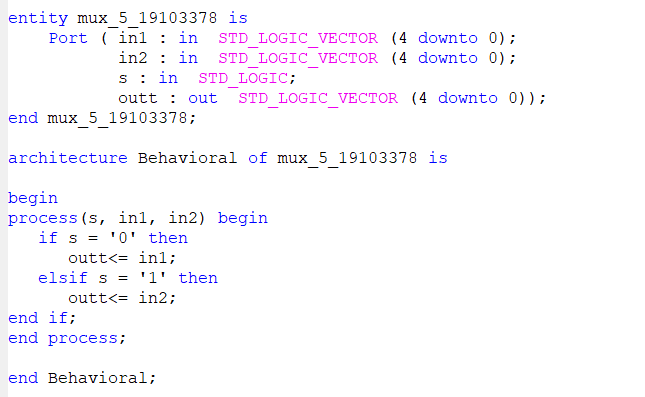 entity mux_5_19103378 is
Port ( in1 : in STD_LOGIC_VECTOR (4 downto 0);
in2 : in STD_LOGIC_VECTOR (4 downto 0);
s : in STD_LOGIC;
outt : out STD_LOGIC_VECTOR (4 downto 0));
end mux_5_19103378;
architecture Behavioral of mux_5_19103378 is
begin
process(s, in1, in2) begin
if s = '0' then
outt<= in1;
elsif s = '1' then
outt<= in2;
end if;
end process;
end Behavioral;